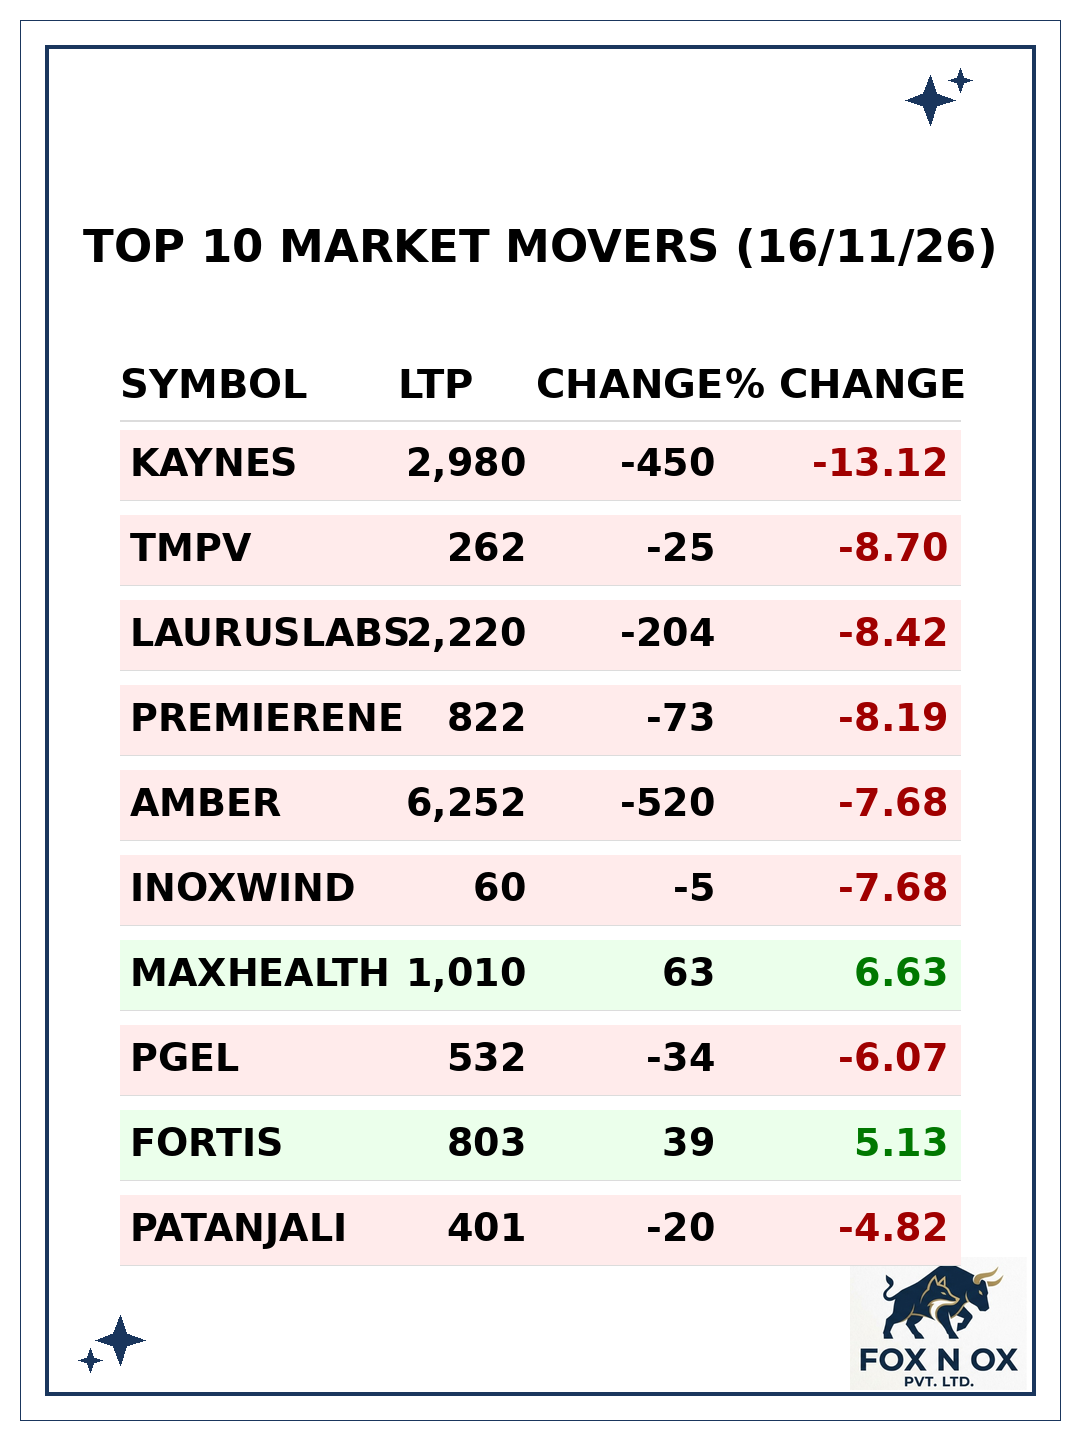 TOP 10 MARKET MOVERS (16/11/26)
SYMBOL LTP CHANGE % CHANGE
KAYNES 2,980 -450 -13.12
TMPV 262 -25 -8.70
LAURUSLABS 2,220 -204 -8.42
PREMIERENE 822 -73 -8.19
AMBER 6,252 -520 -7.68
INOXWIND 60 -5 -7.68
MAXHEALTH 1,010 63 6.63
PGEL 532 -34 -6.07
FORTIS 803 39 5.13
PATANJALI 401 -20 -4.82
FOX N OX
PVT. LTD.